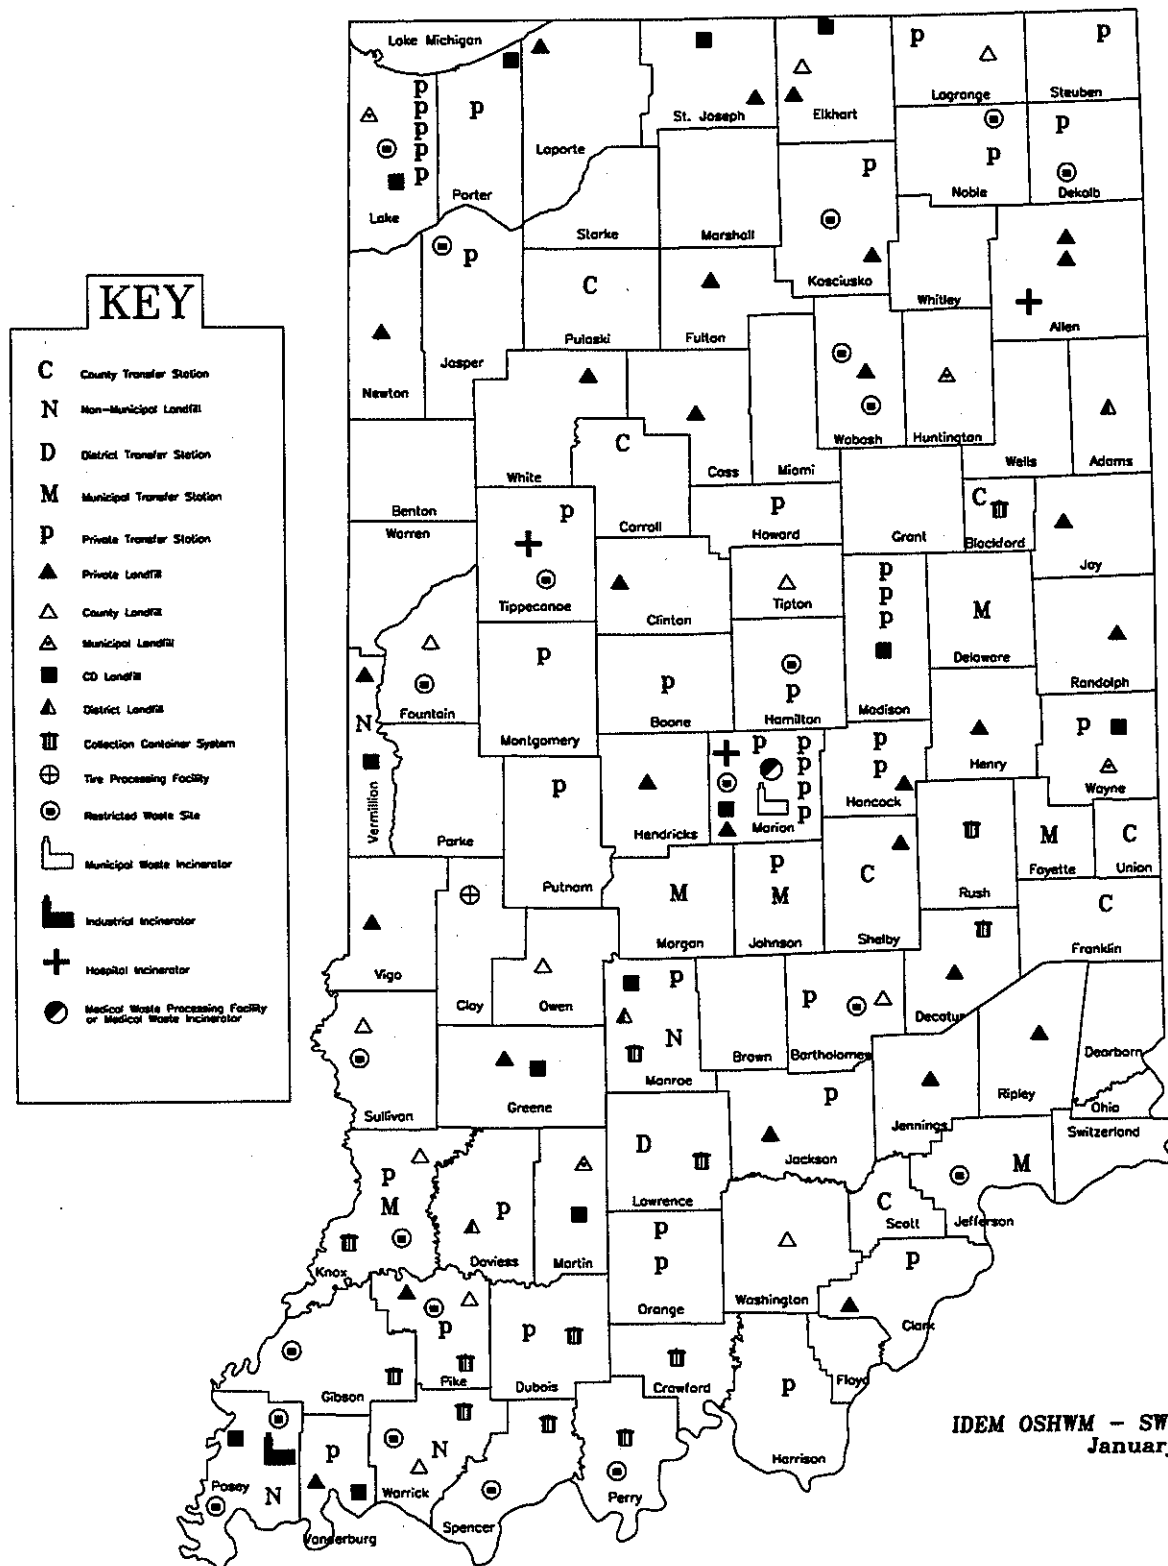 Lake Michigan
P
P
P
P
P
P
Lake
Porter
Laporte
St. Joseph
Elkhart
P
Lagrange
P
Steuben
P
Noble
P
Dekalb
Starke
Marshall
P
Kosciusko
Whitley
Allen
P
Jasper
Newton
C
Pulaski
Fulton
Wabash
Huntington
Wells
Adams
White
Cass
Miami
Benton
C
Carroll
P
Howard
Grant
C
Blackford
Jay
Warren
P
Tippecanoe
Clinton
Tipton
P
P
P
Madison
M
Delaware
Randolph
Fountain
P
Montgomery
P
Boone
P
Hamilton
Henry
P
Wayne
N
Vermillion
Parke
P
Putnam
Hendricks
P
P
P
P
P
Marion
P
P
Hancock
Rush
M
Fayette
C
Union
Vigo
Clay
Owen
M
Morgan
P
M
Johnson
C
Shelby
Decatur
C
Franklin
Sullivan
Greene
P
N
Monroe
Brown
P
Bartholomew
Jennings
Ripley
Dearborn
Ohio
Switzerland
P
M
Knox
P
Daviess
Martin
D
Lawrence
P
Jackson
C
Scott
M
Jefferson
P
P
Orange
Washington
P
Clark
Gibson
P
Pike
P
Dubois
Crawford
P
Harrison
Floyd
Posey
N
P
Vanderburg
N
Warrick
Spencer
Perry
KEY
C County Transfer Station
N Non-Municipal Landfill
D District Transfer Station
M Municipal Transfer Station
P Private Transfer Station
Private Landfill
County Landfill
Municipal Landfill
CD Landfill
District Landfill
Collection Container System
Tire Processing Facility
Restricted Waste Site
Municipal Waste Incinerator
Industrial Incinerator
Hospital Incinerator
Medical Waste Processing Facility
or Medical Waste Incinerator
IDEM OSHWM - SW
Januar